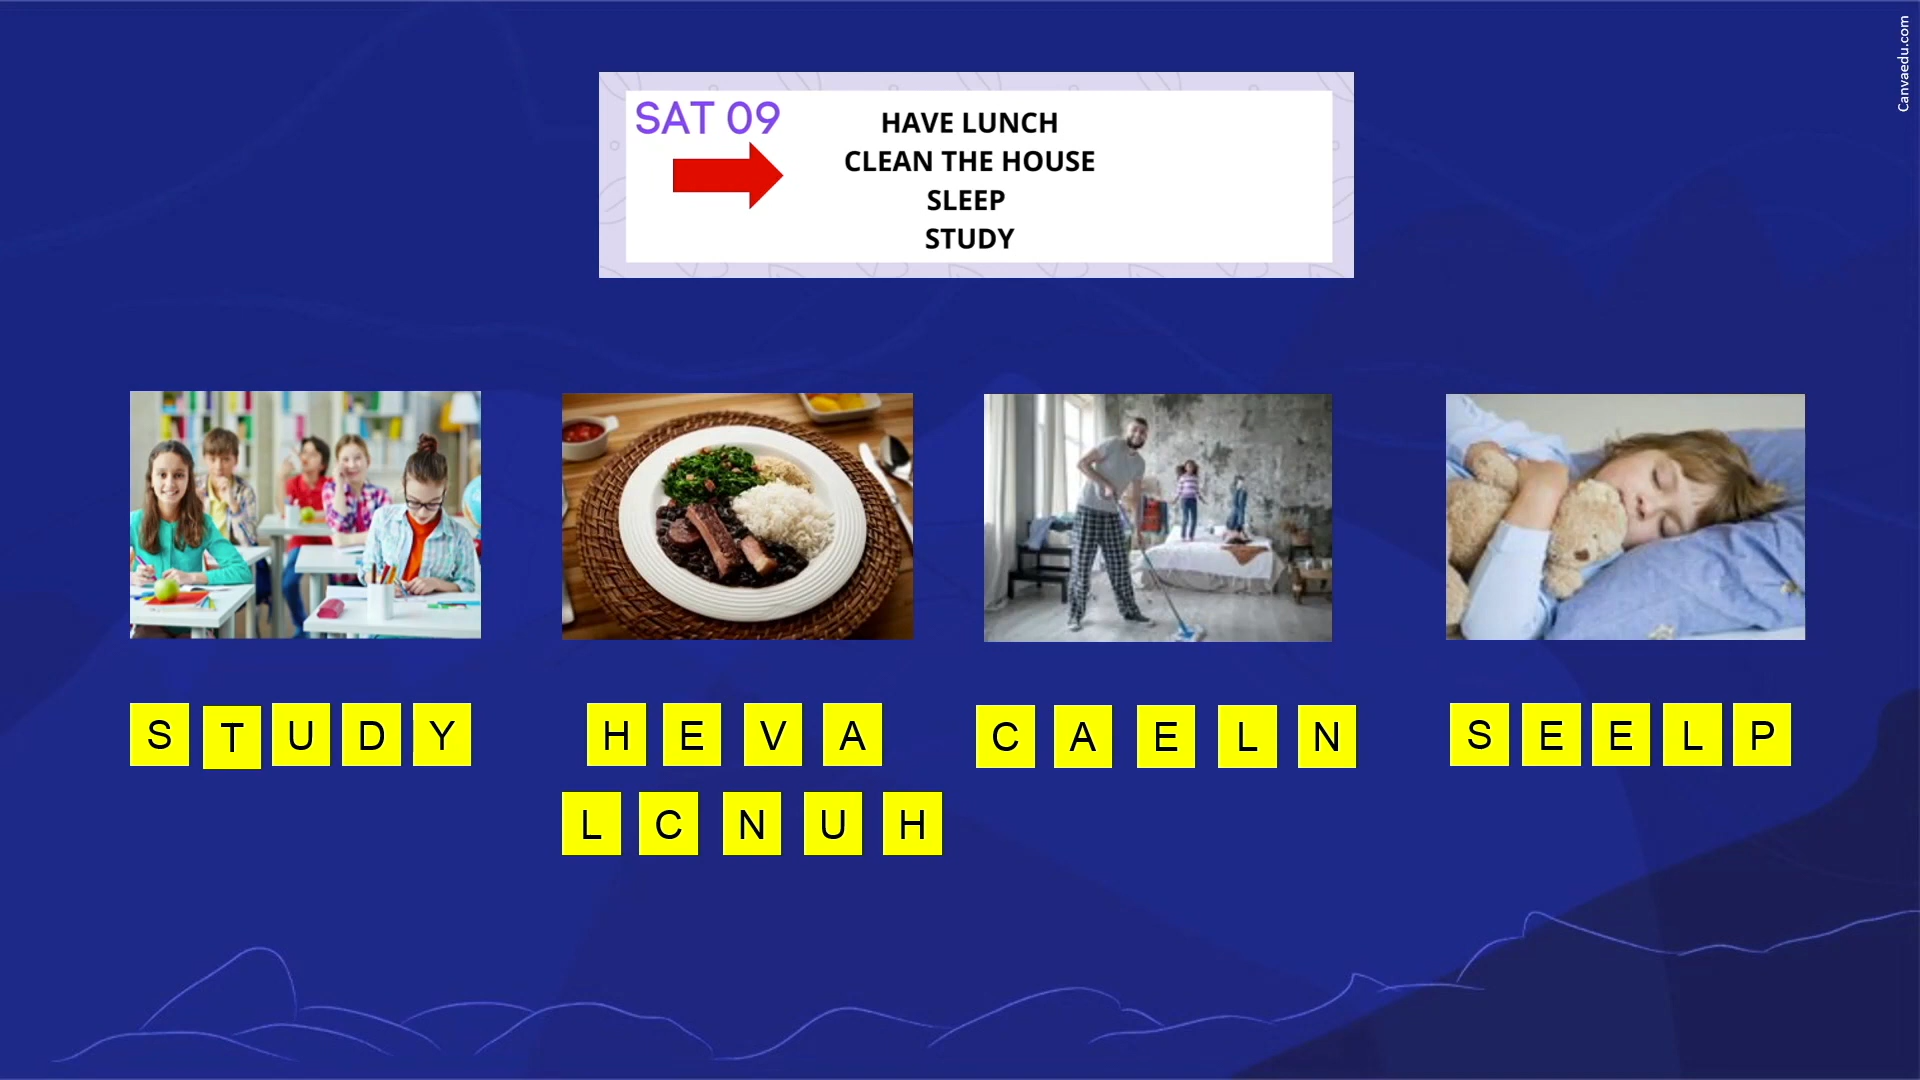 Canvaedu.com
SAT 09
HAVE LUNCH
CLEAN THE HOUSE
SLEEP
STUDY
S T U D Y
H E V A
L C N U H
C A E L N
S E E L P